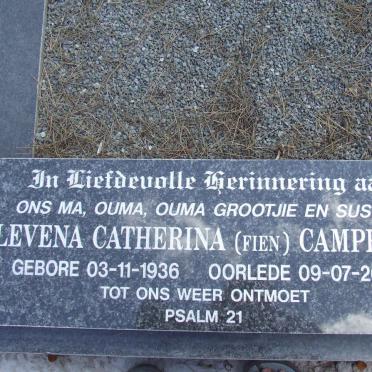 In Liefdevolle Herinnering aa
ONS MA, OUMA, OUMA GROOTJIE EN SUS
LEVENA CATHERINA (FIEN) CAMP
GEBORE 03-11-1936 OORLEDE 09-07-20
TOT ONS WEER ONTMOET
PSALM 21